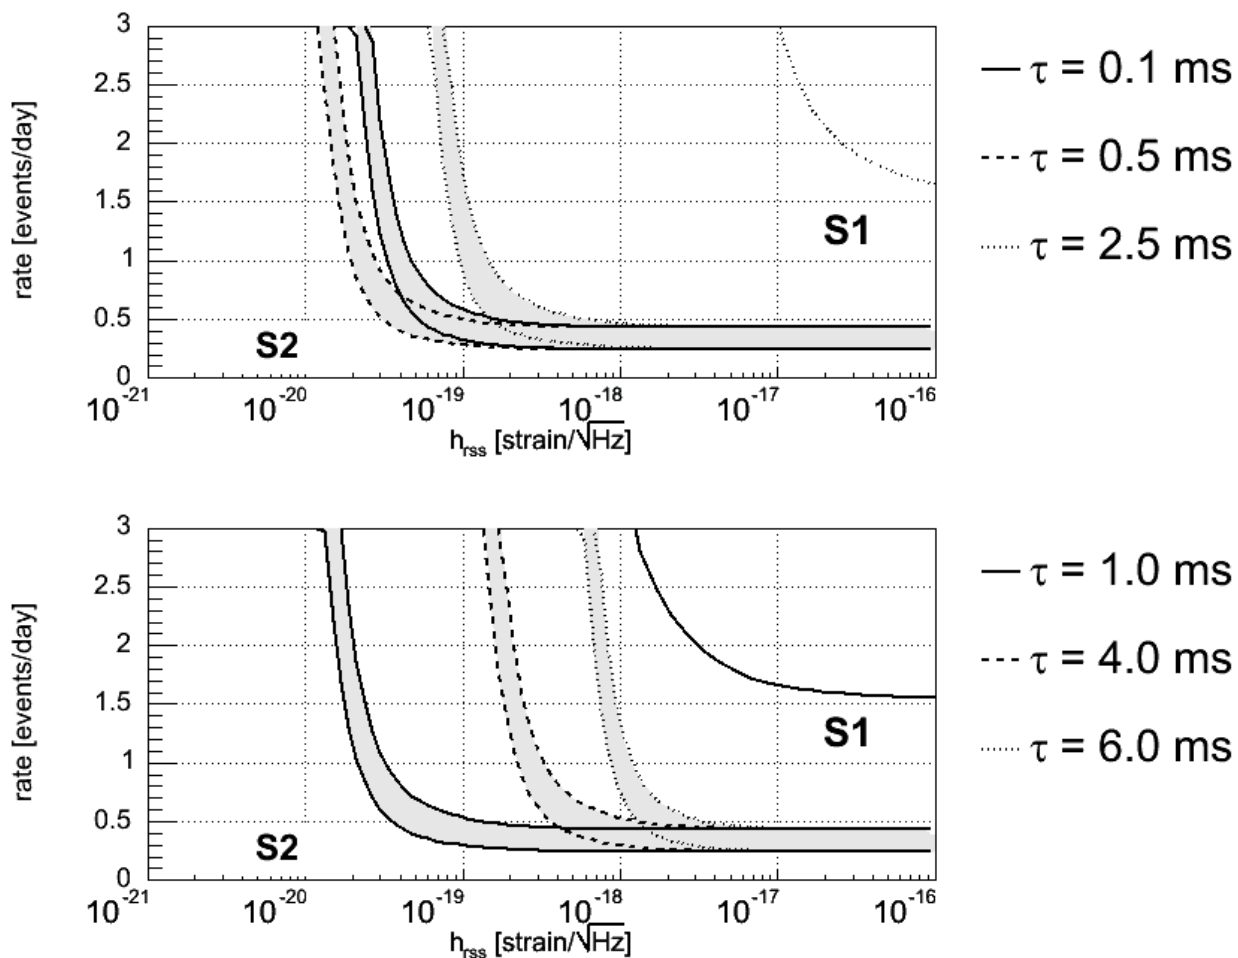 3
2.5
2
1.5
1
0.5
0
rate [events/day]
S1
S2
10⁻²¹ 10⁻²⁰ 10⁻¹⁹ 10⁻¹⁸ 10⁻¹⁷ 10⁻¹⁶
h_rss [strain/√Hz]
τ = 0.1 ms
τ = 0.5 ms
τ = 2.5 ms
3
2.5
2
1.5
1
0.5
0
rate [events/day]
S1
S2
10⁻²¹ 10⁻²⁰ 10⁻¹⁹ 10⁻¹⁸ 10⁻¹⁷ 10⁻¹⁶
h_rss [strain/√Hz]
τ = 1.0 ms
τ = 4.0 ms
τ = 6.0 ms